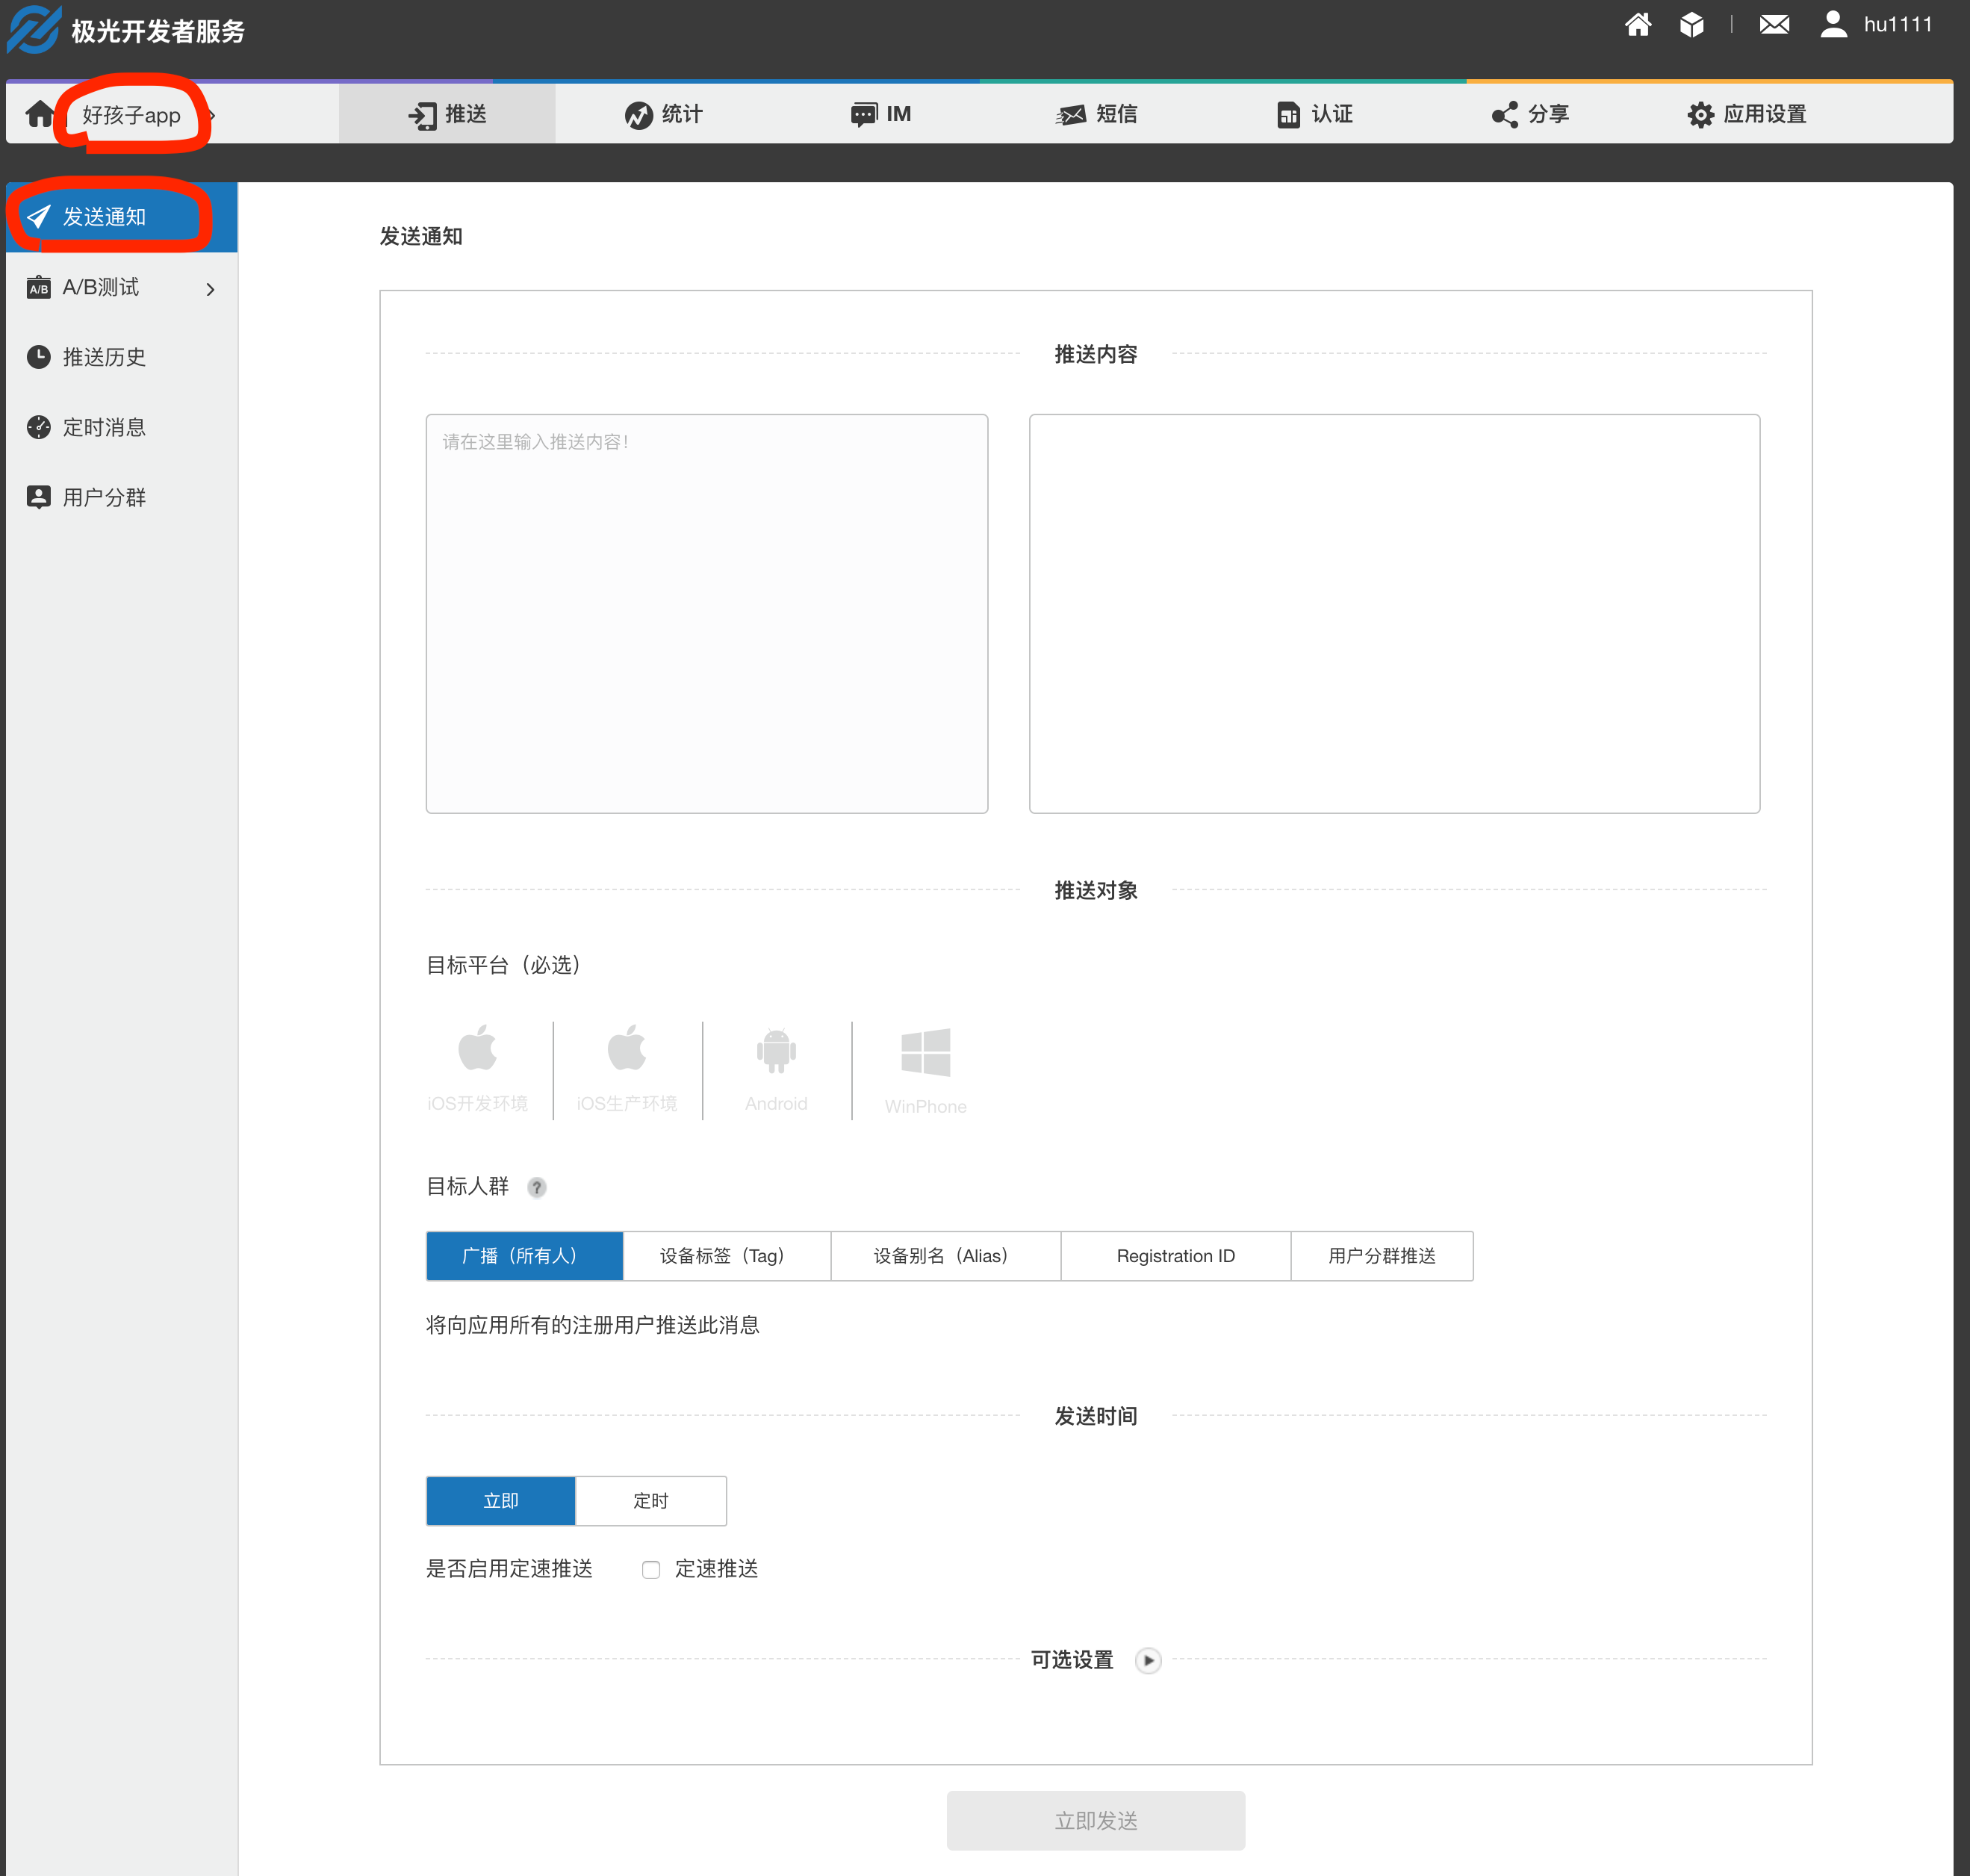 极光开发者服务
hu1111
好孩子app
推送
统计
IM
短信
认证
分享
应用设置
发送通知
A/B
A/B测试
推送历史
定时消息
用户分群
发送通知
推送内容
请在这里输入推送内容!
推送对象
目标平台（必选）
iOS开发环境
iOS生产环境
Android
WinPhone
目标人群 ?
广播（所有人）
设备标签（Tag）
设备别名（Alias）
Registration ID
用户分群推送
将向应用所有的注册用户推送此消息
发送时间
立即
定时
是否启用定速推送
定速推送
可选设置
立即发送